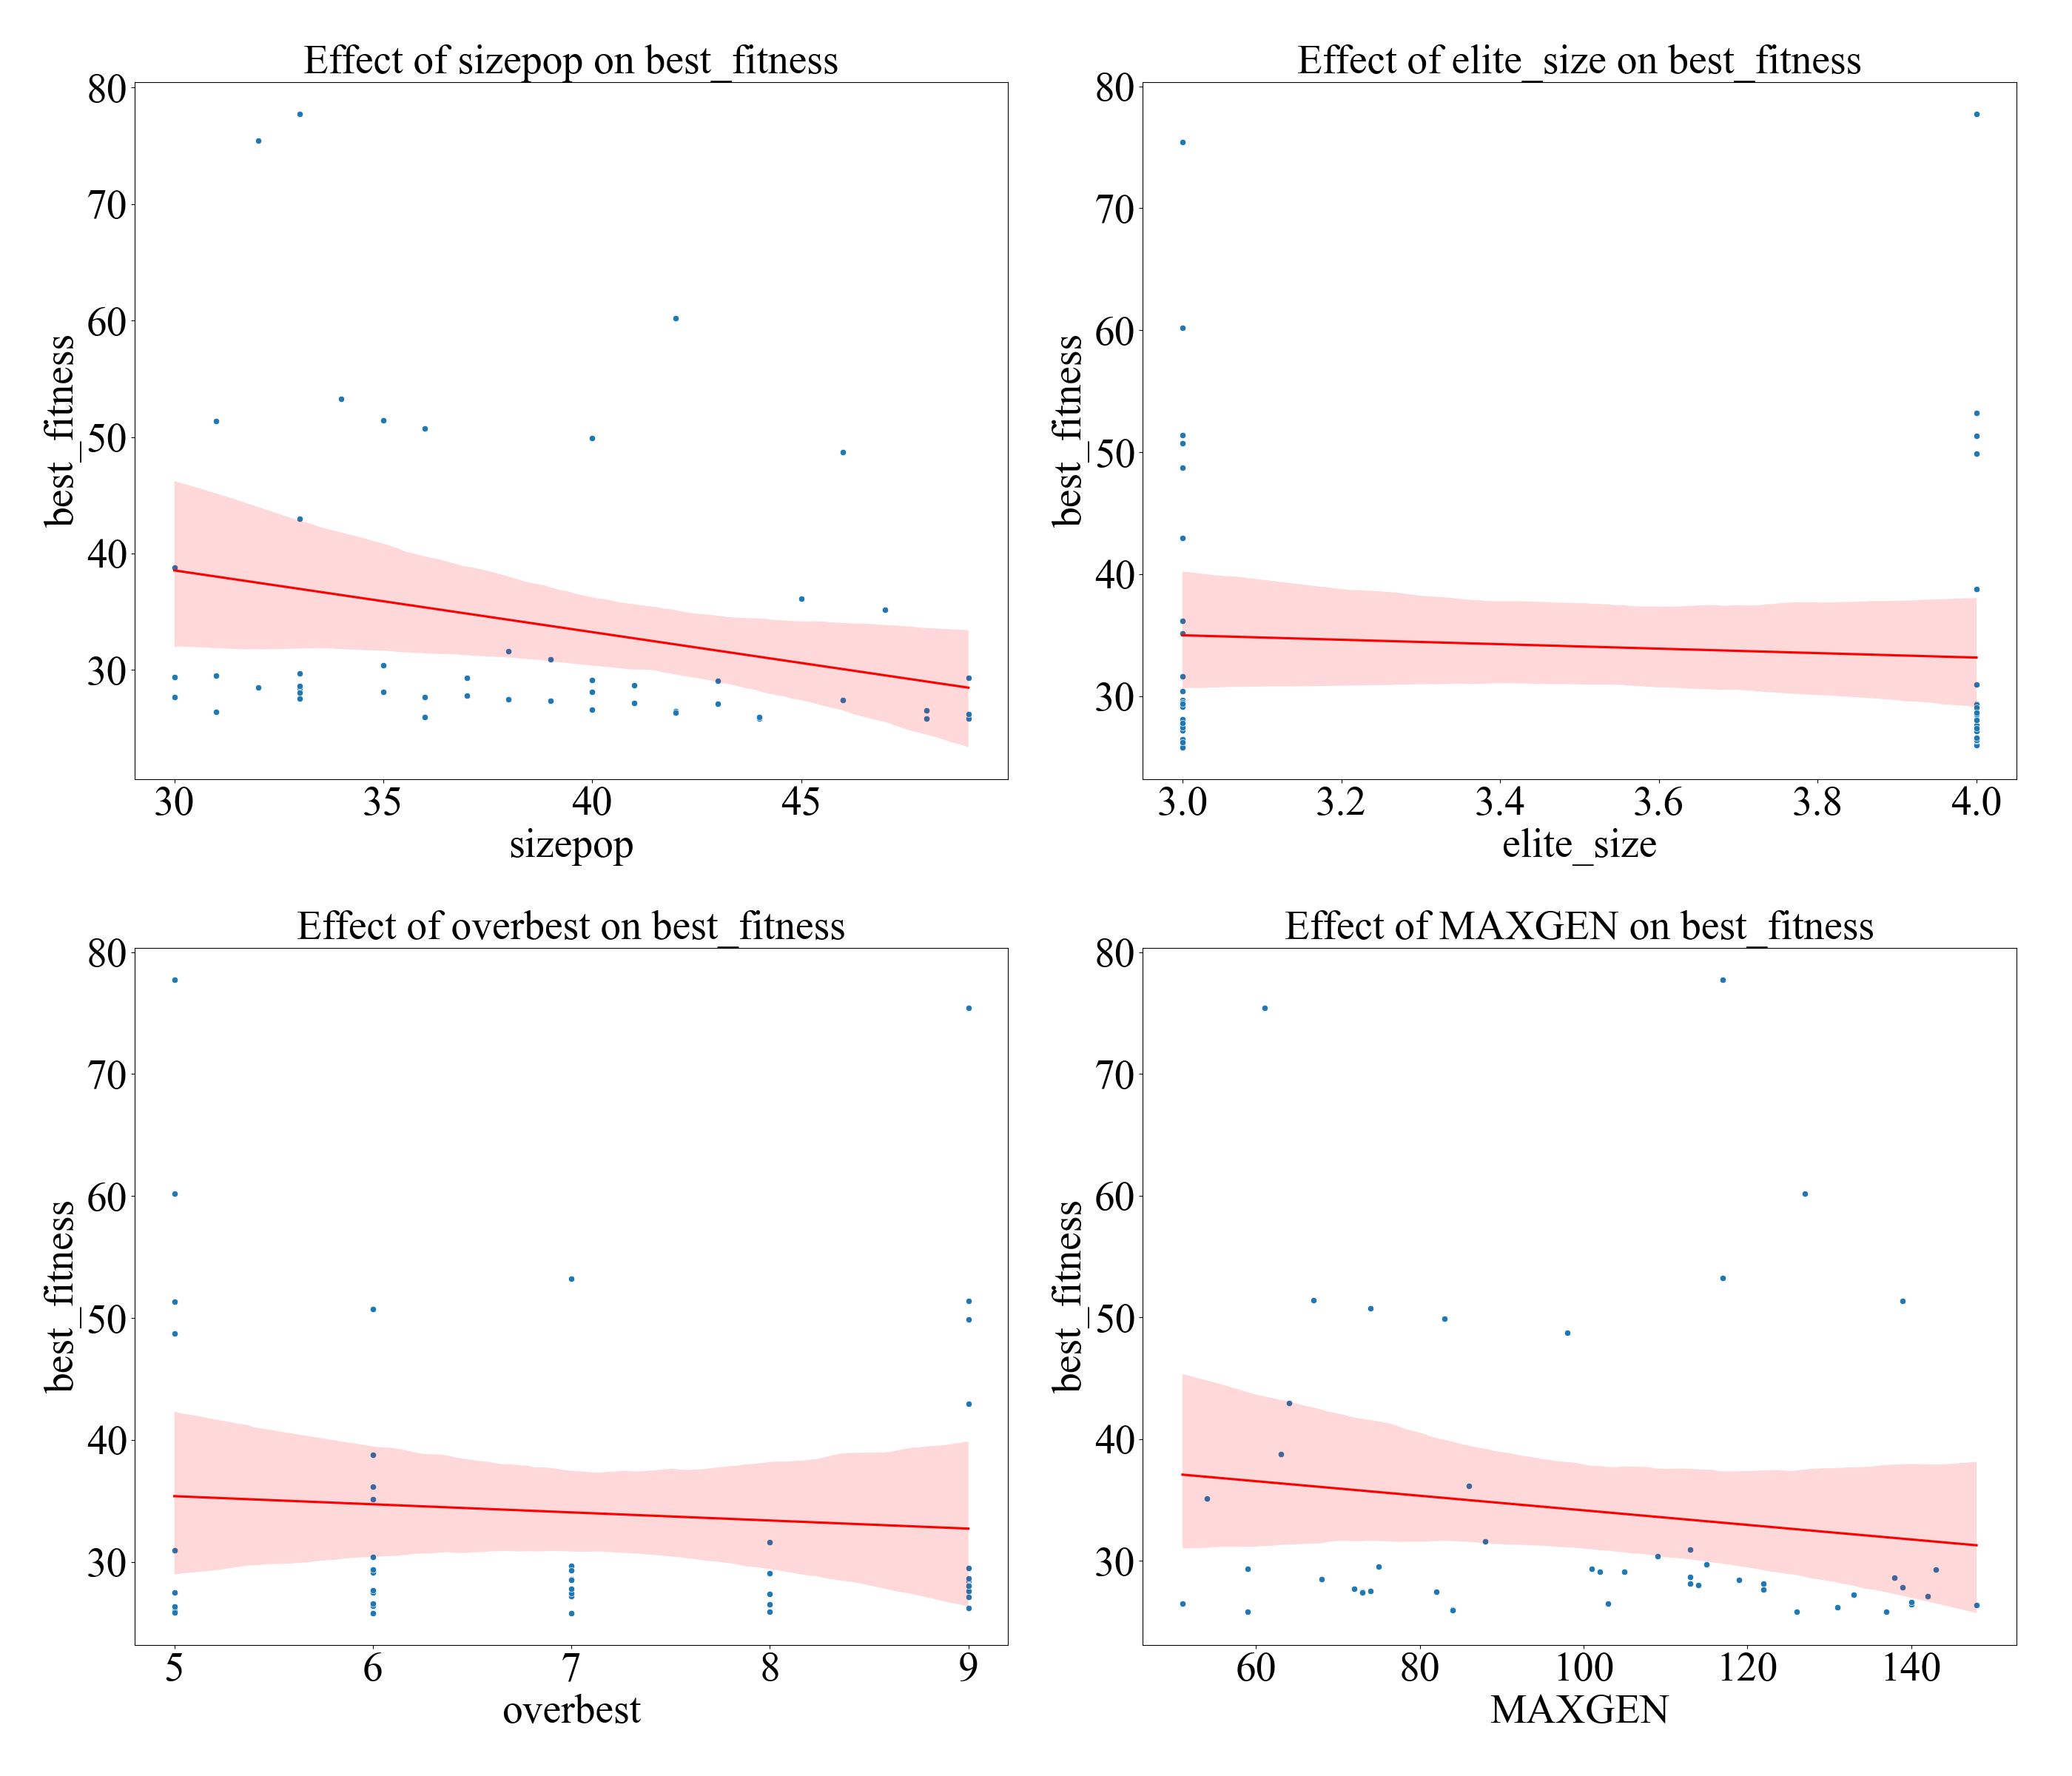 Effect of sizepop on best_fitness
80
70
60
50
40
30
best_fitness
30 35 40 45
sizepop
Effect of elite_size on best_fitness
80
70
60
50
40
30
best_fitness
3.0 3.2 3.4 3.6 3.8 4.0
elite_size
Effect of overbest on best_fitness
80
70
60
50
40
30
best_fitness
5 6 7 8 9
overbest
Effect of MAXGEN on best_fitness
80
70
60
50
40
30
best_fitness
60 80 100 120 140
MAXGEN